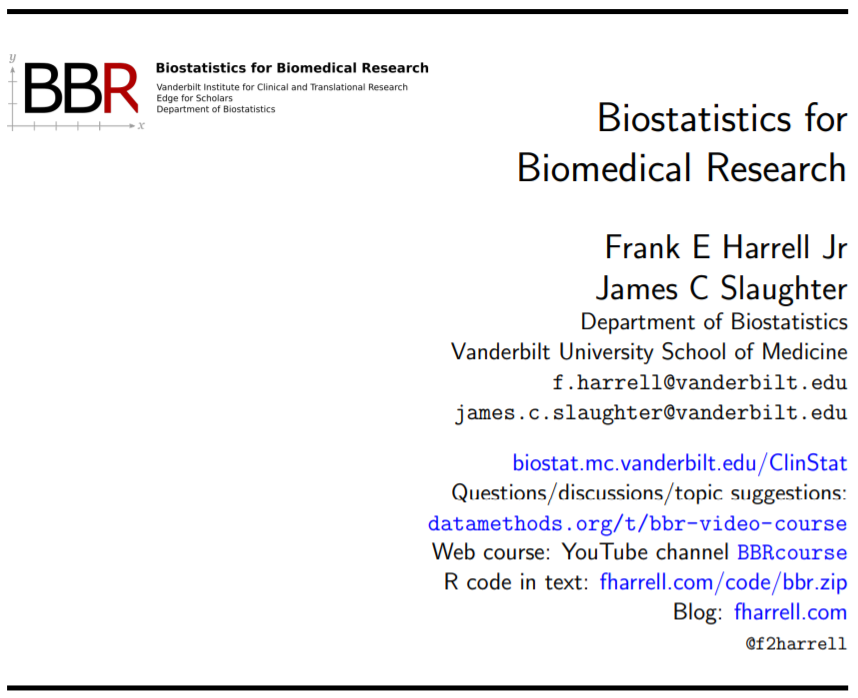 y
BBR
x
Biostatistics for Biomedical Research
Vanderbilt Institute for Clinical and Translational Research
Edge for Scholars
Department of Biostatistics
Biostatistics for
Biomedical Research
Frank E Harrell Jr
James C Slaughter
Department of Biostatistics
Vanderbilt University School of Medicine
f.harrell@vanderbilt.edu
james.c.slaughter@vanderbilt.edu
biostat.mc.vanderbilt.edu/ClinStat
Questions/discussions/topic suggestions:
datamethods.org/t/bbr-video-course
Web course: YouTube channel BBRcourse
R code in text: fharrell.com/code/bbr.zip
Blog: fharrell.com
@f2harrell